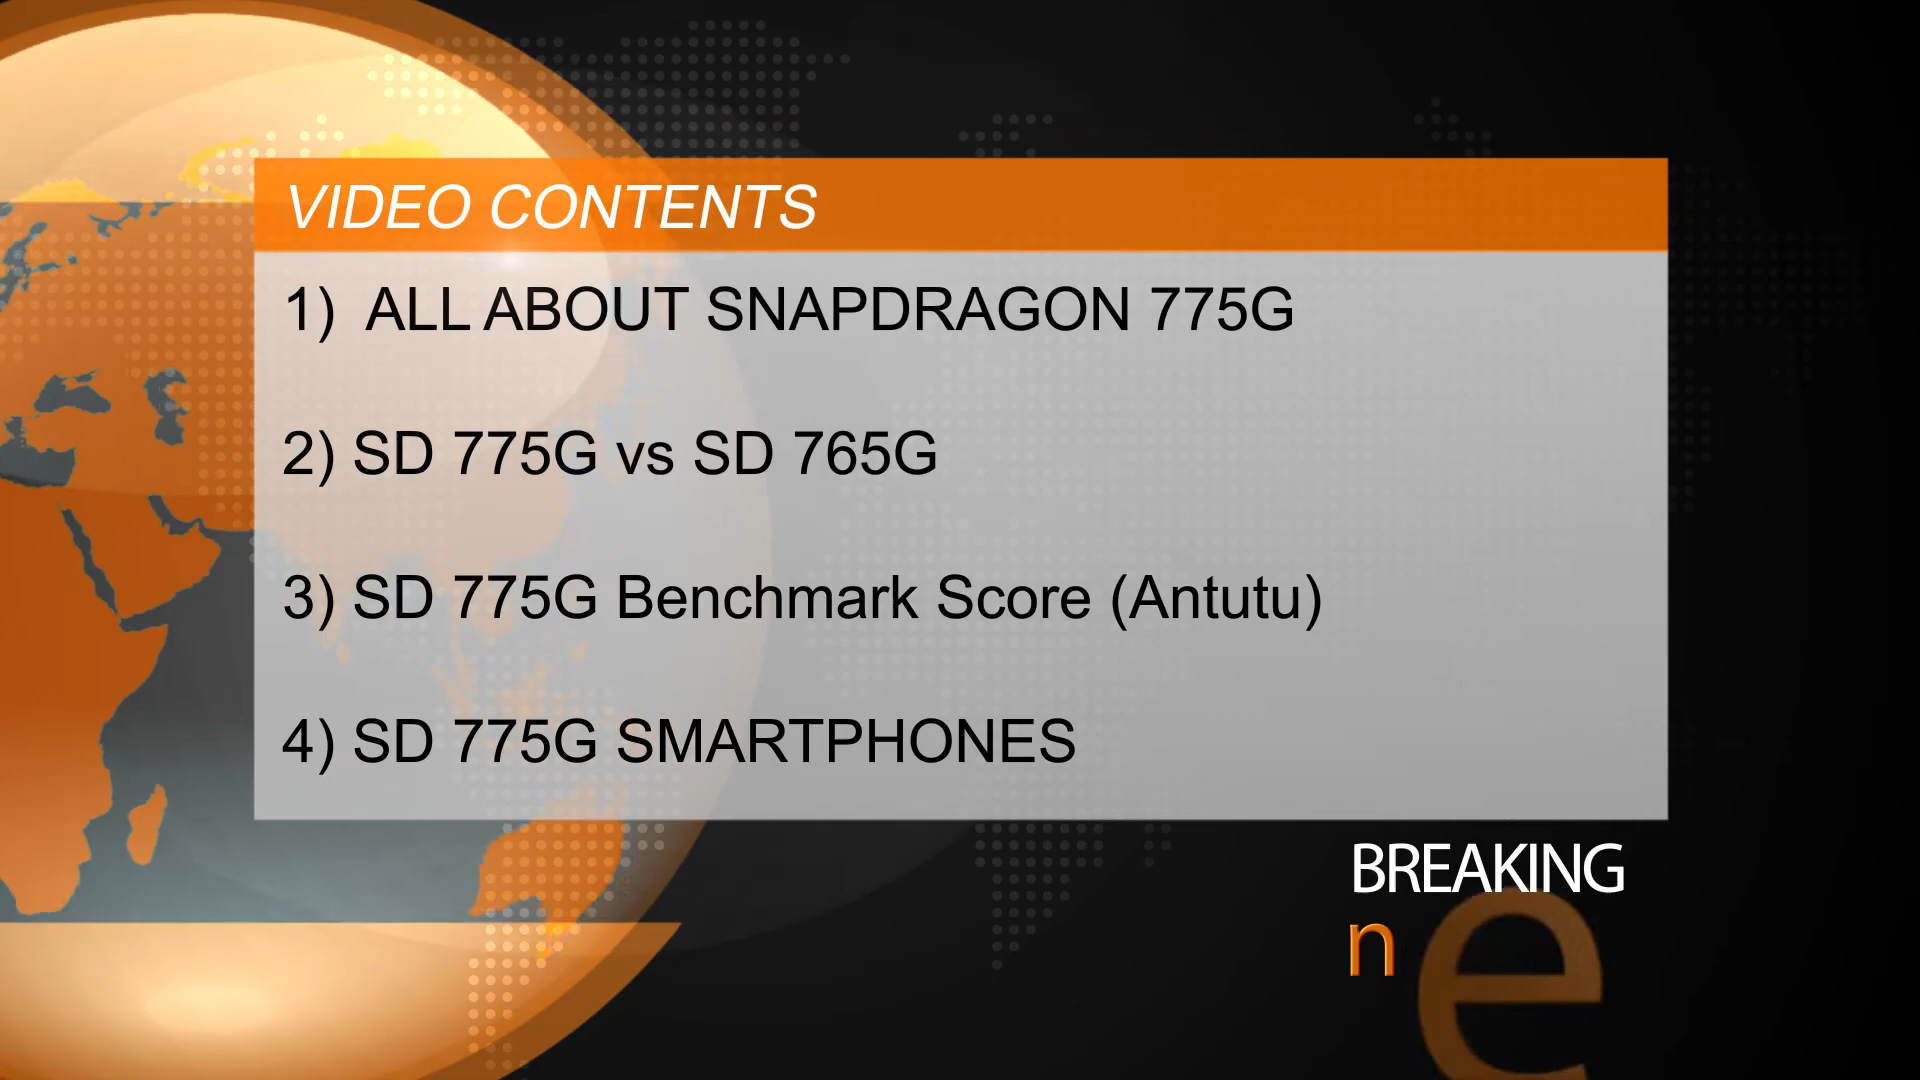 VIDEO CONTENTS
1) ALL ABOUT SNAPDRAGON 775G
2) SD 775G vs SD 765G
3) SD 775G Benchmark Score (Antutu)
4) SD 775G SMARTPHONES
BREAKING
ne